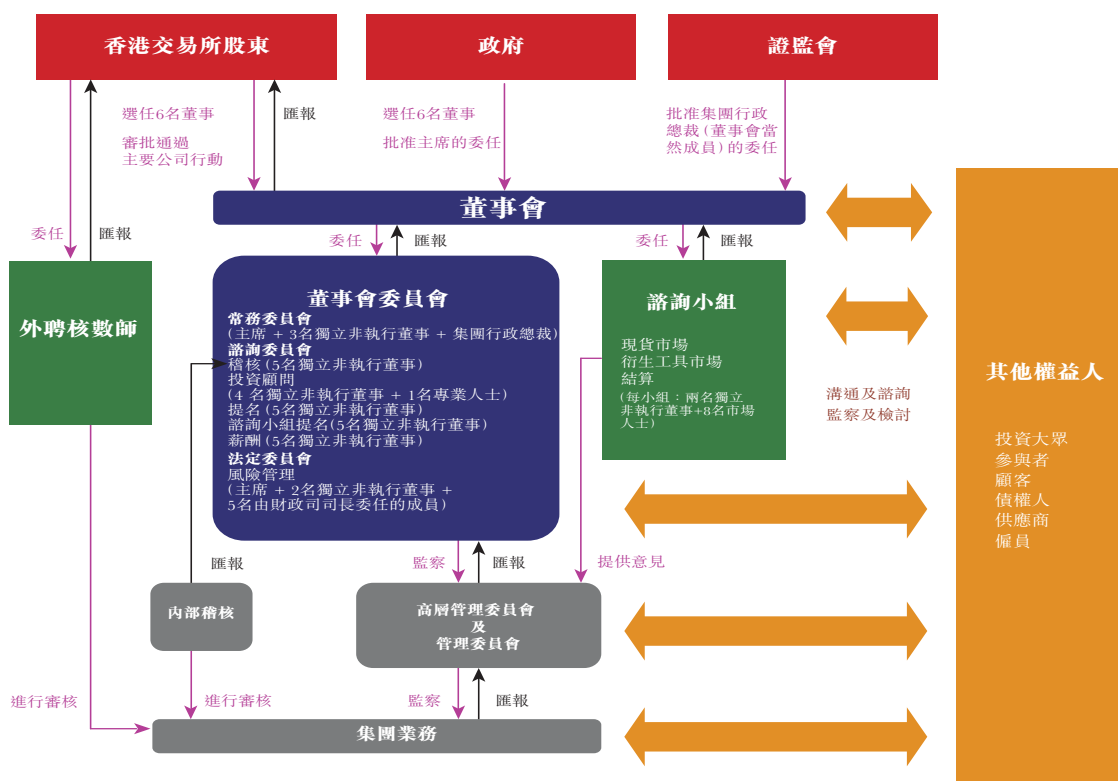 香港交易所股東
政府
證監會
選任6名董事
審批通過
主要公司行動
匯報
選任6名董事
批准主席的委任
批准集團行政
總裁(董事會當
然成員)的委任
董事會
委任
匯報
委任
匯報
委任
匯報
外聘核數師
董事會委員會
常務委員會
(主席 + 3名獨立非執行董事 + 集團行政總裁)
諮詢委員會
稽核(5名獨立非執行董事)
投資顧問
(4 名獨立非執行董事 + 1名專業人士)
提名(5名獨立非執行董事)
諮詢小組提名(5名獨立非執行董事)
薪酬(5名獨立非執行董事)
法定委員會
風險管理
(主席 + 2名獨立非執行董事 +
5名由財政司司長委任的成員)
諮詢小組
現貨市場
衍生工具市場
結算
(每小組：兩名獨立
非執行董事+8名市場
人士)
溝通及諮詢
監察及檢討
其他權益人
投資大眾
參與者
顧客
債權人
供應商
僱員
匯報
監察
匯報
提供意見
內部稽核
高層管理委員會
及
管理委員會
進行審核
進行審核
監察
匯報
集團業務